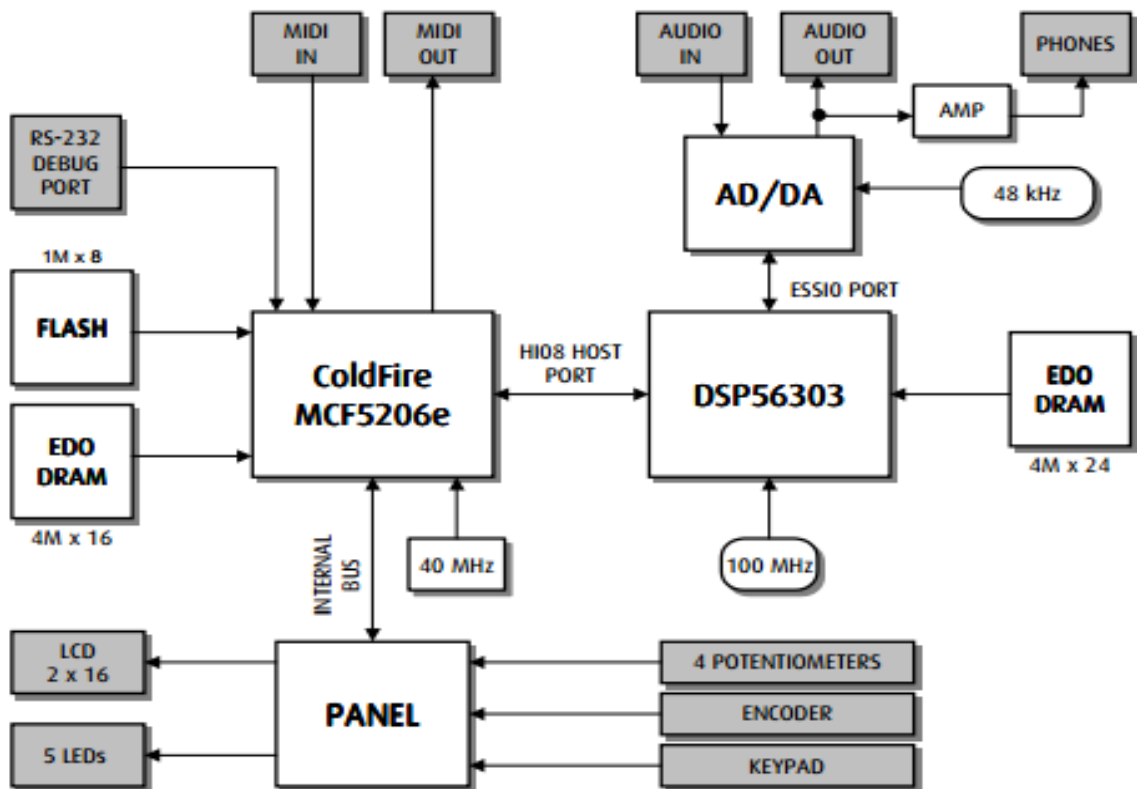 MIDI
IN
MIDI
OUT
AUDIO
IN
AUDIO
OUT
PHONES
AMP
RS-232
DEBUG
PORT
AD/DA
48 kHz
1M x 8
FLASH
ESSI0 PORT
ColdFire
MCF5206e
HI08 HOST
PORT
DSP56303
EDO
DRAM
4M x 24
EDO
DRAM
4M x 16
INTERNAL
BUS
40 MHz
100 MHz
LCD
2 x 16
PANEL
4 POTENTIOMETERS
ENCODER
5 LEDs
KEYPAD